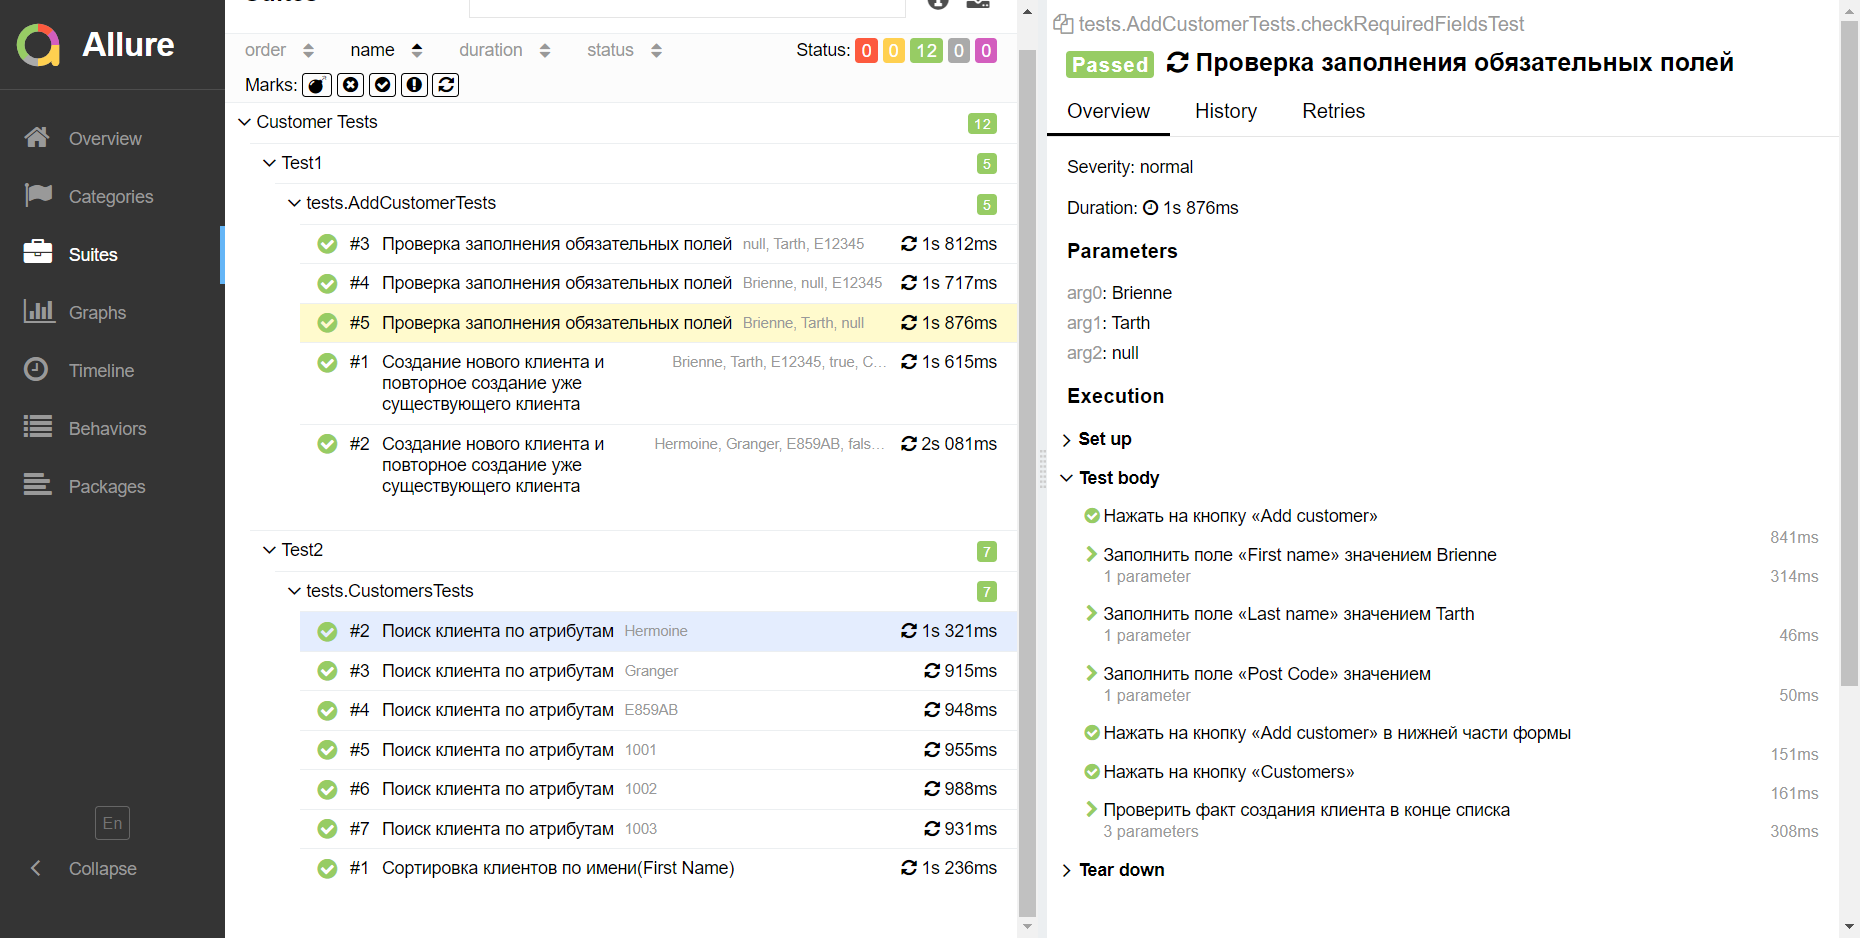 Allure
Overview
Categories
Suites
Graphs
Timeline
Behaviors
Packages
En
Collapse
order name duration status Status: 0 0 12 0 0
Marks:
Customer Tests 12
Test1 5
tests.AddCustomerTests 5
#3 Проверка заполнения обязательных полей null, Tarth, E12345 1s 812ms
#4 Проверка заполнения обязательных полей Brienne, null, E12345 1s 717ms
#5 Проверка заполнения обязательных полей Brienne, Tarth, null 1s 876ms
#1 Создание нового клиента и Brienne, Tarth, E12345, true, C... 1s 615ms
повторное создание уже
существующего клиента
#2 Создание нового клиента и Hermoine, Granger, E859AB, fals... 2s 081ms
повторное создание уже
существующего клиента
Test2 7
tests.CustomersTests 7
#2 Поиск клиента по атрибутам Hermoine 1s 321ms
#3 Поиск клиента по атрибутам Granger 915ms
#4 Поиск клиента по атрибутам E859AB 948ms
#5 Поиск клиента по атрибутам 1001 955ms
#6 Поиск клиента по атрибутам 1002 988ms
#7 Поиск клиента по атрибутам 1003 931ms
#1 Сортировка клиентов по имени(First Name) 1s 236ms
tests.AddCustomerTests.checkRequiredFieldsTest
Passed Проверка заполнения обязательных полей
Overview History Retries
Severity: normal
Duration: 1s 876ms
Parameters
arg0: Brienne
arg1: Tarth
arg2: null
Execution
Set up
Test body
Нажать на кнопку «Add customer»
841ms
Заполнить поле «First name» значением Brienne
1 parameter 314ms
Заполнить поле «Last name» значением Tarth
1 parameter 46ms
Заполнить поле «Post Code» значением
1 parameter 50ms
Нажать на кнопку «Add customer» в нижней части формы
151ms
Нажать на кнопку «Customers»
161ms
Проверить факт создания клиента в конце списка
3 parameters 308ms
Tear down